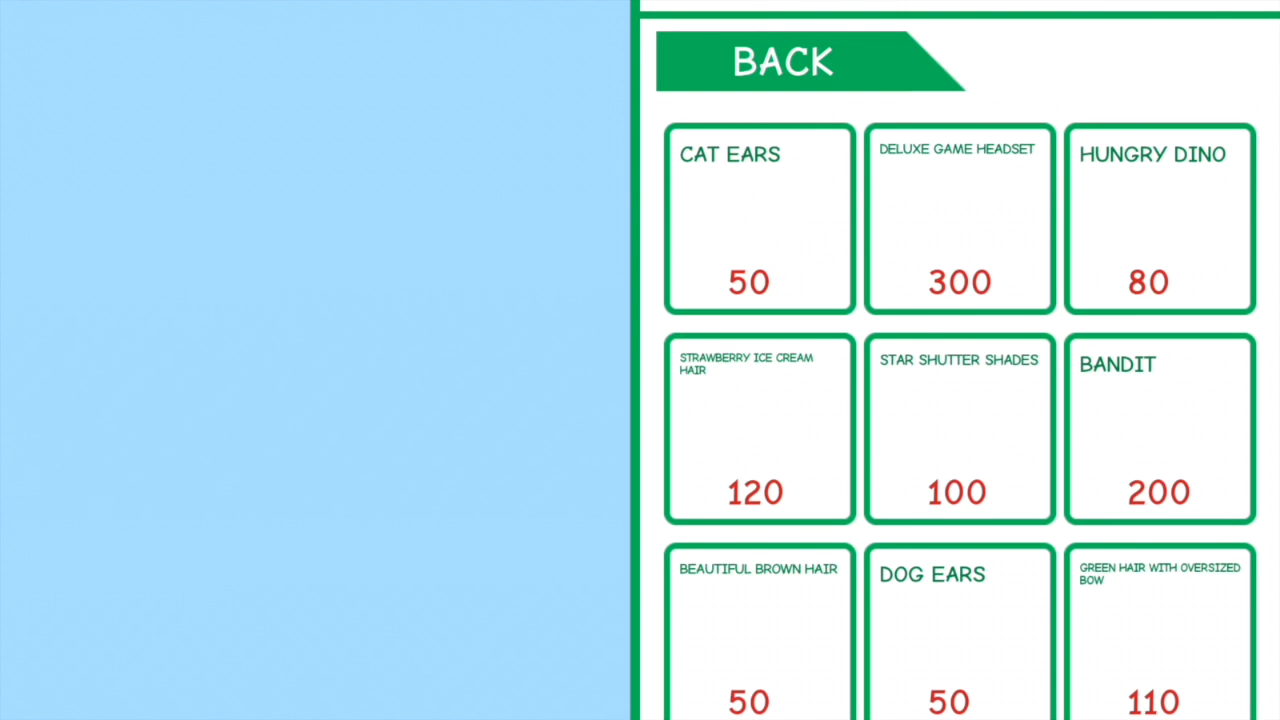 BACK
CAT EARS
DELUXE GAME HEADSET
HUNGRY DINO
50
300
80
STRAWBERRY ICE CREAM
HAIR
STAR SHUTTER SHADES
BANDIT
120
100
200
BEAUTIFUL BROWN HAIR
DOG EARS
GREEN HAIR WITH OVERSIZED
BOW
50
50
110